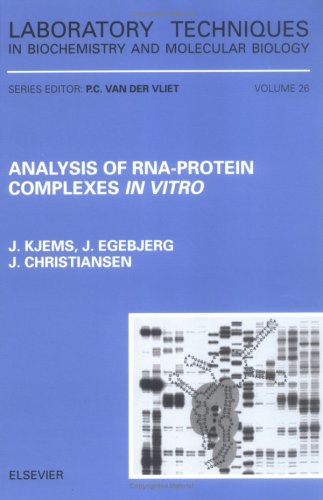 LABORATORY TECHNIQUES
IN BIOCHEMISTRY AND MOLECULAR BIOLOGY
SERIES EDITOR: P.C. VAN DER VLIET VOLUME 26
ANALYSIS OF RNA-PROTEIN
COMPLEXES IN VITRO
J. KJEMS, J. EGEBJERG
J. CHRISTIANSEN
ELSEVIER